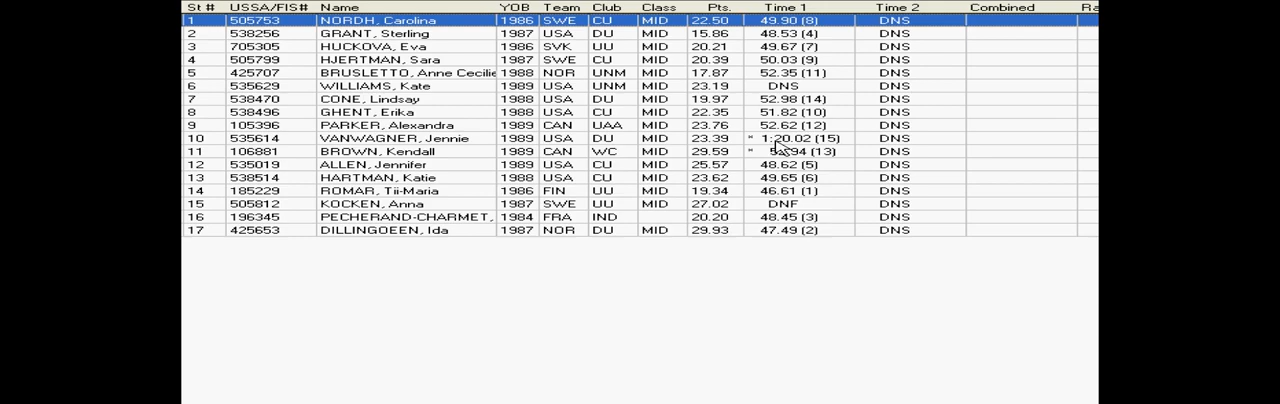 St # USSA/FIS# Name YOB Team Club Class Pts. Time 1 Time 2 Combined Ra
1 505753 NORDH, Carolina 1986 SWE CU MID 22.50 49.90 (8) DNS
2 538256 GRANT, Sterling 1987 USA DU MID 15.86 48.53 (4) DNS
3 705305 HUCKOVA, Eva 1986 SVK UU MID 20.21 49.67 (7) DNS
4 505799 HJERTMAN, Sara 1987 SWE CU MID 20.39 50.03 (9) DNS
5 425707 BRUSLETTO, Anne Cecilie 1988 NOR UNM MID 17.87 52.35 (11) DNS
6 535629 WILLIAMS, Kate 1989 USA UNM MID 23.19 DNS DNS
7 538470 CONE, Lindsay 1988 USA DU MID 19.97 52.98 (14) DNS
8 538496 GHENT, Erika 1988 USA CU MID 22.35 51.82 (10) DNS
9 105396 PARKER, Alexandra 1989 CAN UAA MID 23.76 52.62 (12) DNS
10 535614 VANWAGNER, Jennie 1989 USA DU MID 23.39 * 1:20.02 (15) DNS
11 106881 BROWN, Kendall 1989 CAN WC MID 29.59 * (13) DNS
12 535019 ALLEN, Jennifer 1989 USA CU MID 25.57 48.62 (5) DNS
13 538514 HARTMAN, Katie 1988 USA CU MID 23.62 49.65 (6) DNS
14 185229 ROMAR, Tii-Maria 1986 FIN UU MID 19.34 46.61 (1) DNS
15 505812 KOCKEN, Anna 1987 SWE UU MID 27.02 DNF DNS
16 196345 PECHERAND-CHARMET, 1984 FRA IND 20.20 48.45 (3) DNS
17 425653 DILLINGOEEN, Ida 1987 NOR DU MID 29.93 47.49 (2) DNS